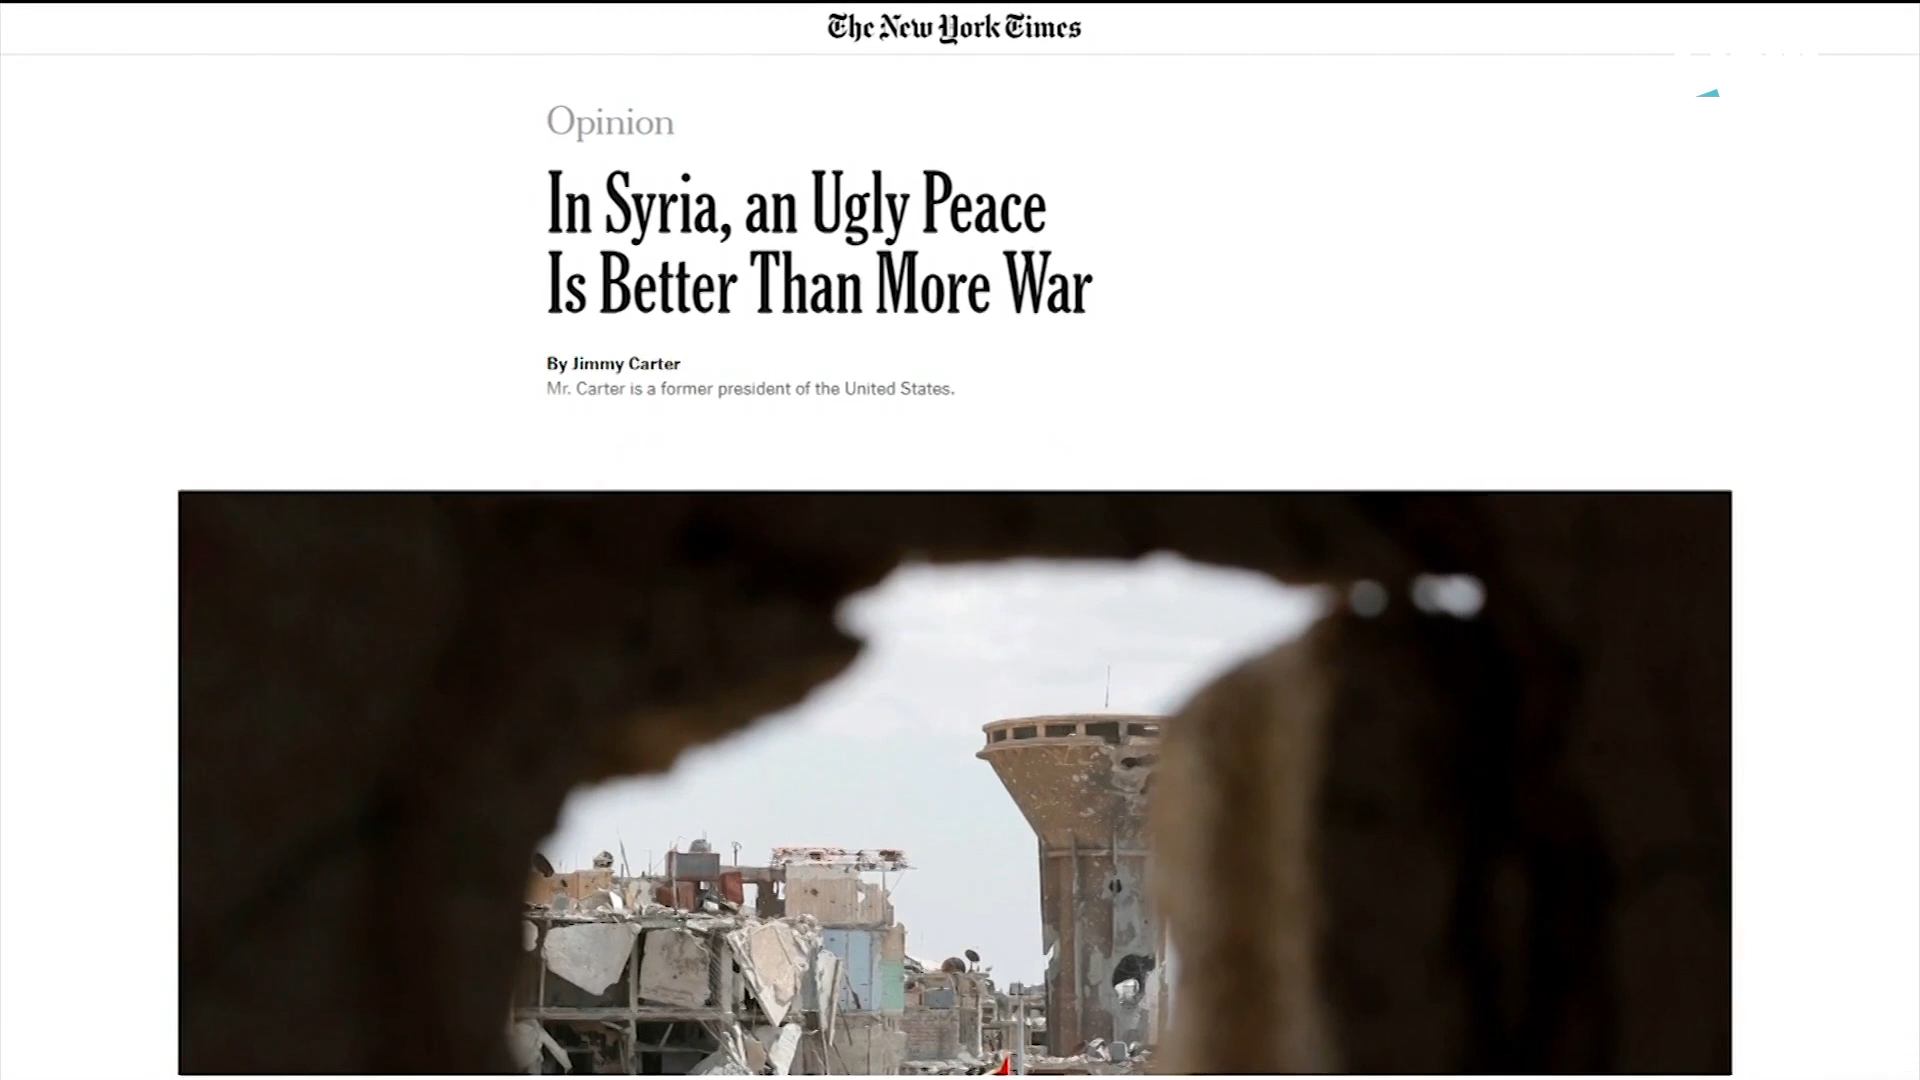 The New York Times
Opinion
In Syria, an Ugly Peace
Is Better Than More War
By Jimmy Carter
Mr. Carter is a former president of the United States.